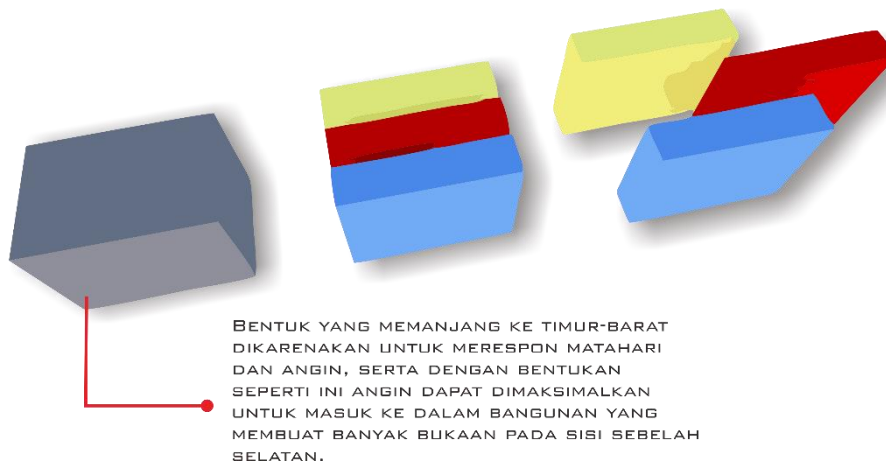 BENTUK YANG MEMANJANG KE TIMUR-BARAT
DIKARENAKAN UNTUK MERESPON MATAHARI
DAN ANGIN, SERTA DENGAN BENTUKAN
SEPERTI INI ANGIN DAPAT DIMAKSIMALKAN
UNTUK MASUK KE DALAM BANGUNAN YANG
MEMBUAT BANYAK BUKAAN PADA SISI SEBELAH
SELATAN.